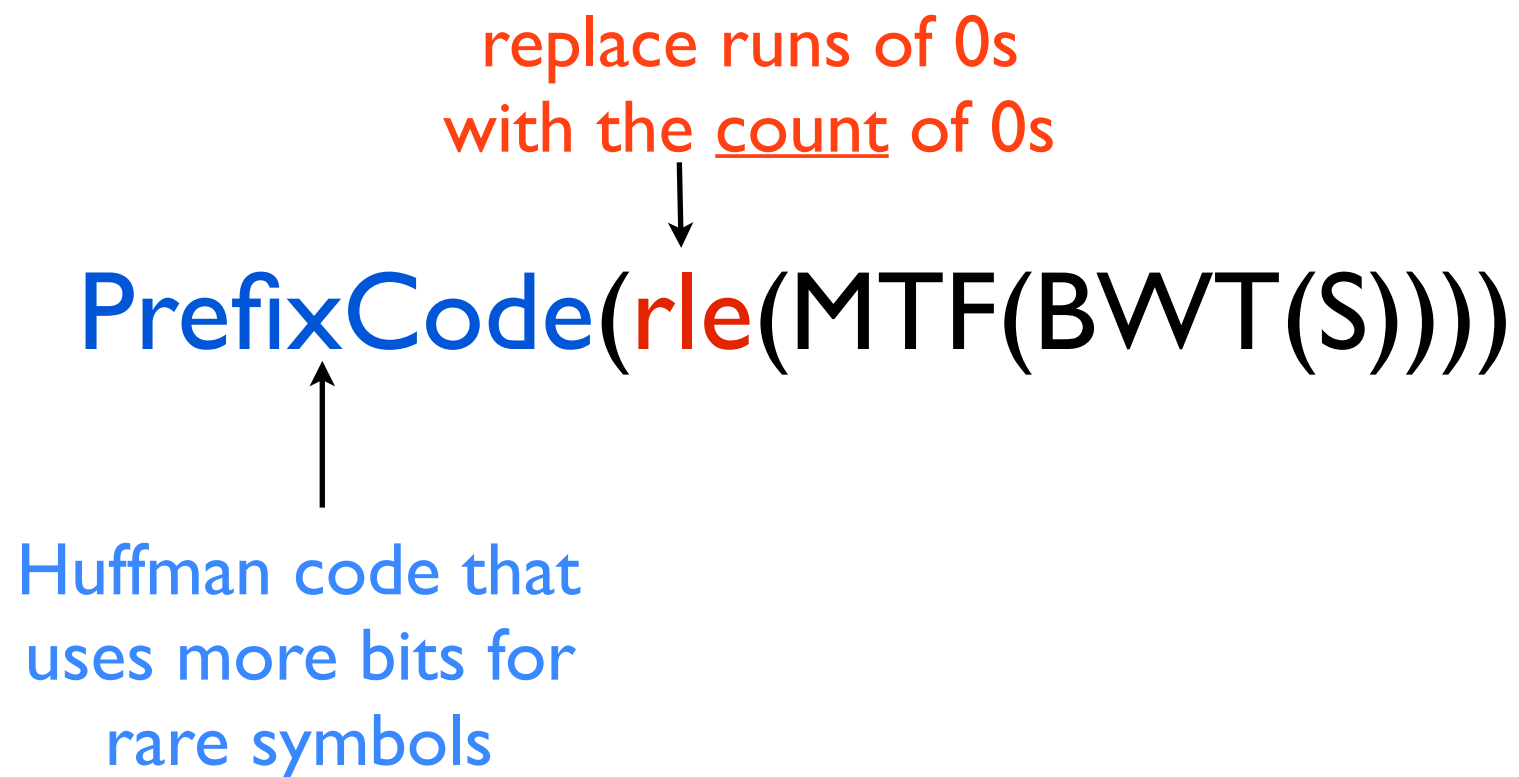 replace runs of 0s
with the count of 0s
PrefixCode(rle(MTF(BWT(S))))
Huffman code that
uses more bits for
rare symbols